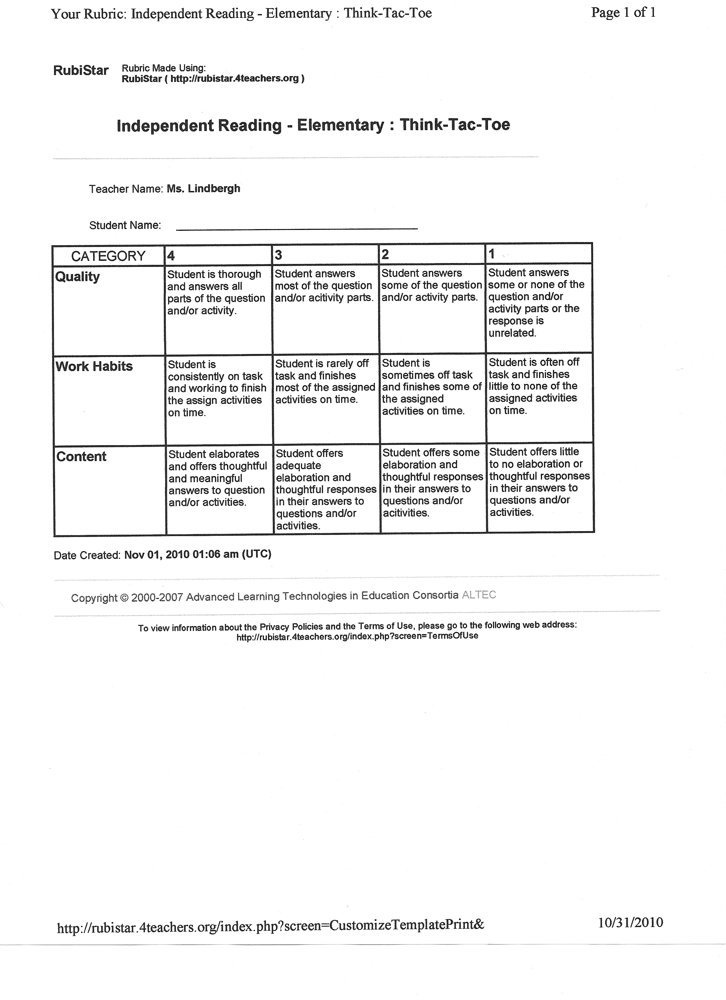 Your Rubric: Independent Reading - Elementary : Think-Tac-Toe
Page 1 of 1
RubiStar
Rubric Made Using:
RubiStar ( http://rubistar.4teachers.org )
Independent Reading - Elementary : Think-Tac-Toe
Teacher Name: Ms. Lindbergh
Student Name:
CATEGORY
4
3
2
1
Quality
Student is thorough
and answers all
parts of the question
and/or activity.
Student answers
most of the question
and/or acitivity parts.
Student answers
some of the question
and/or activity parts.
Student answers
some or none of the
question and/or
activity parts or the
response is
unrelated.
Work Habits
Student is
consistently on task
and working to finish
the assign activities
on time.
Student is rarely off
task and finishes
most of the assigned
activities on time.
Student is
sometimes off task
and finishes some of
the assigned
activities on time.
Student is often off
task and finishes
little to none of the
assigned activities
on time.
Content
Student elaborates
and offers thoughtful
and meaningful
answers to question
and/or activities.
Student offers
adequate
elaboration and
thoughtful responses
in their answers to
questions and/or
activities.
Student offers some
elaboration and
thoughtful responses
in their answers to
questions and/or
acitivities.
Student offers little
to no elaboration or
thoughtful responses
in their answers to
questions and/or
activities.
Date Created: Nov 01, 2010 01:06 am (UTC)
Copyright © 2000-2007 Advanced Learning Technologies in Education Consortia ALTEC
To view information about the Privacy Policies and the Terms of Use, please go to the following web address:
http://rubistar.4teachers.org/index.php?screen=TermsOfUse
http://rubistar.4teachers.org/index.php?screen=CustomizeTemplatePrint&
10/31/2010